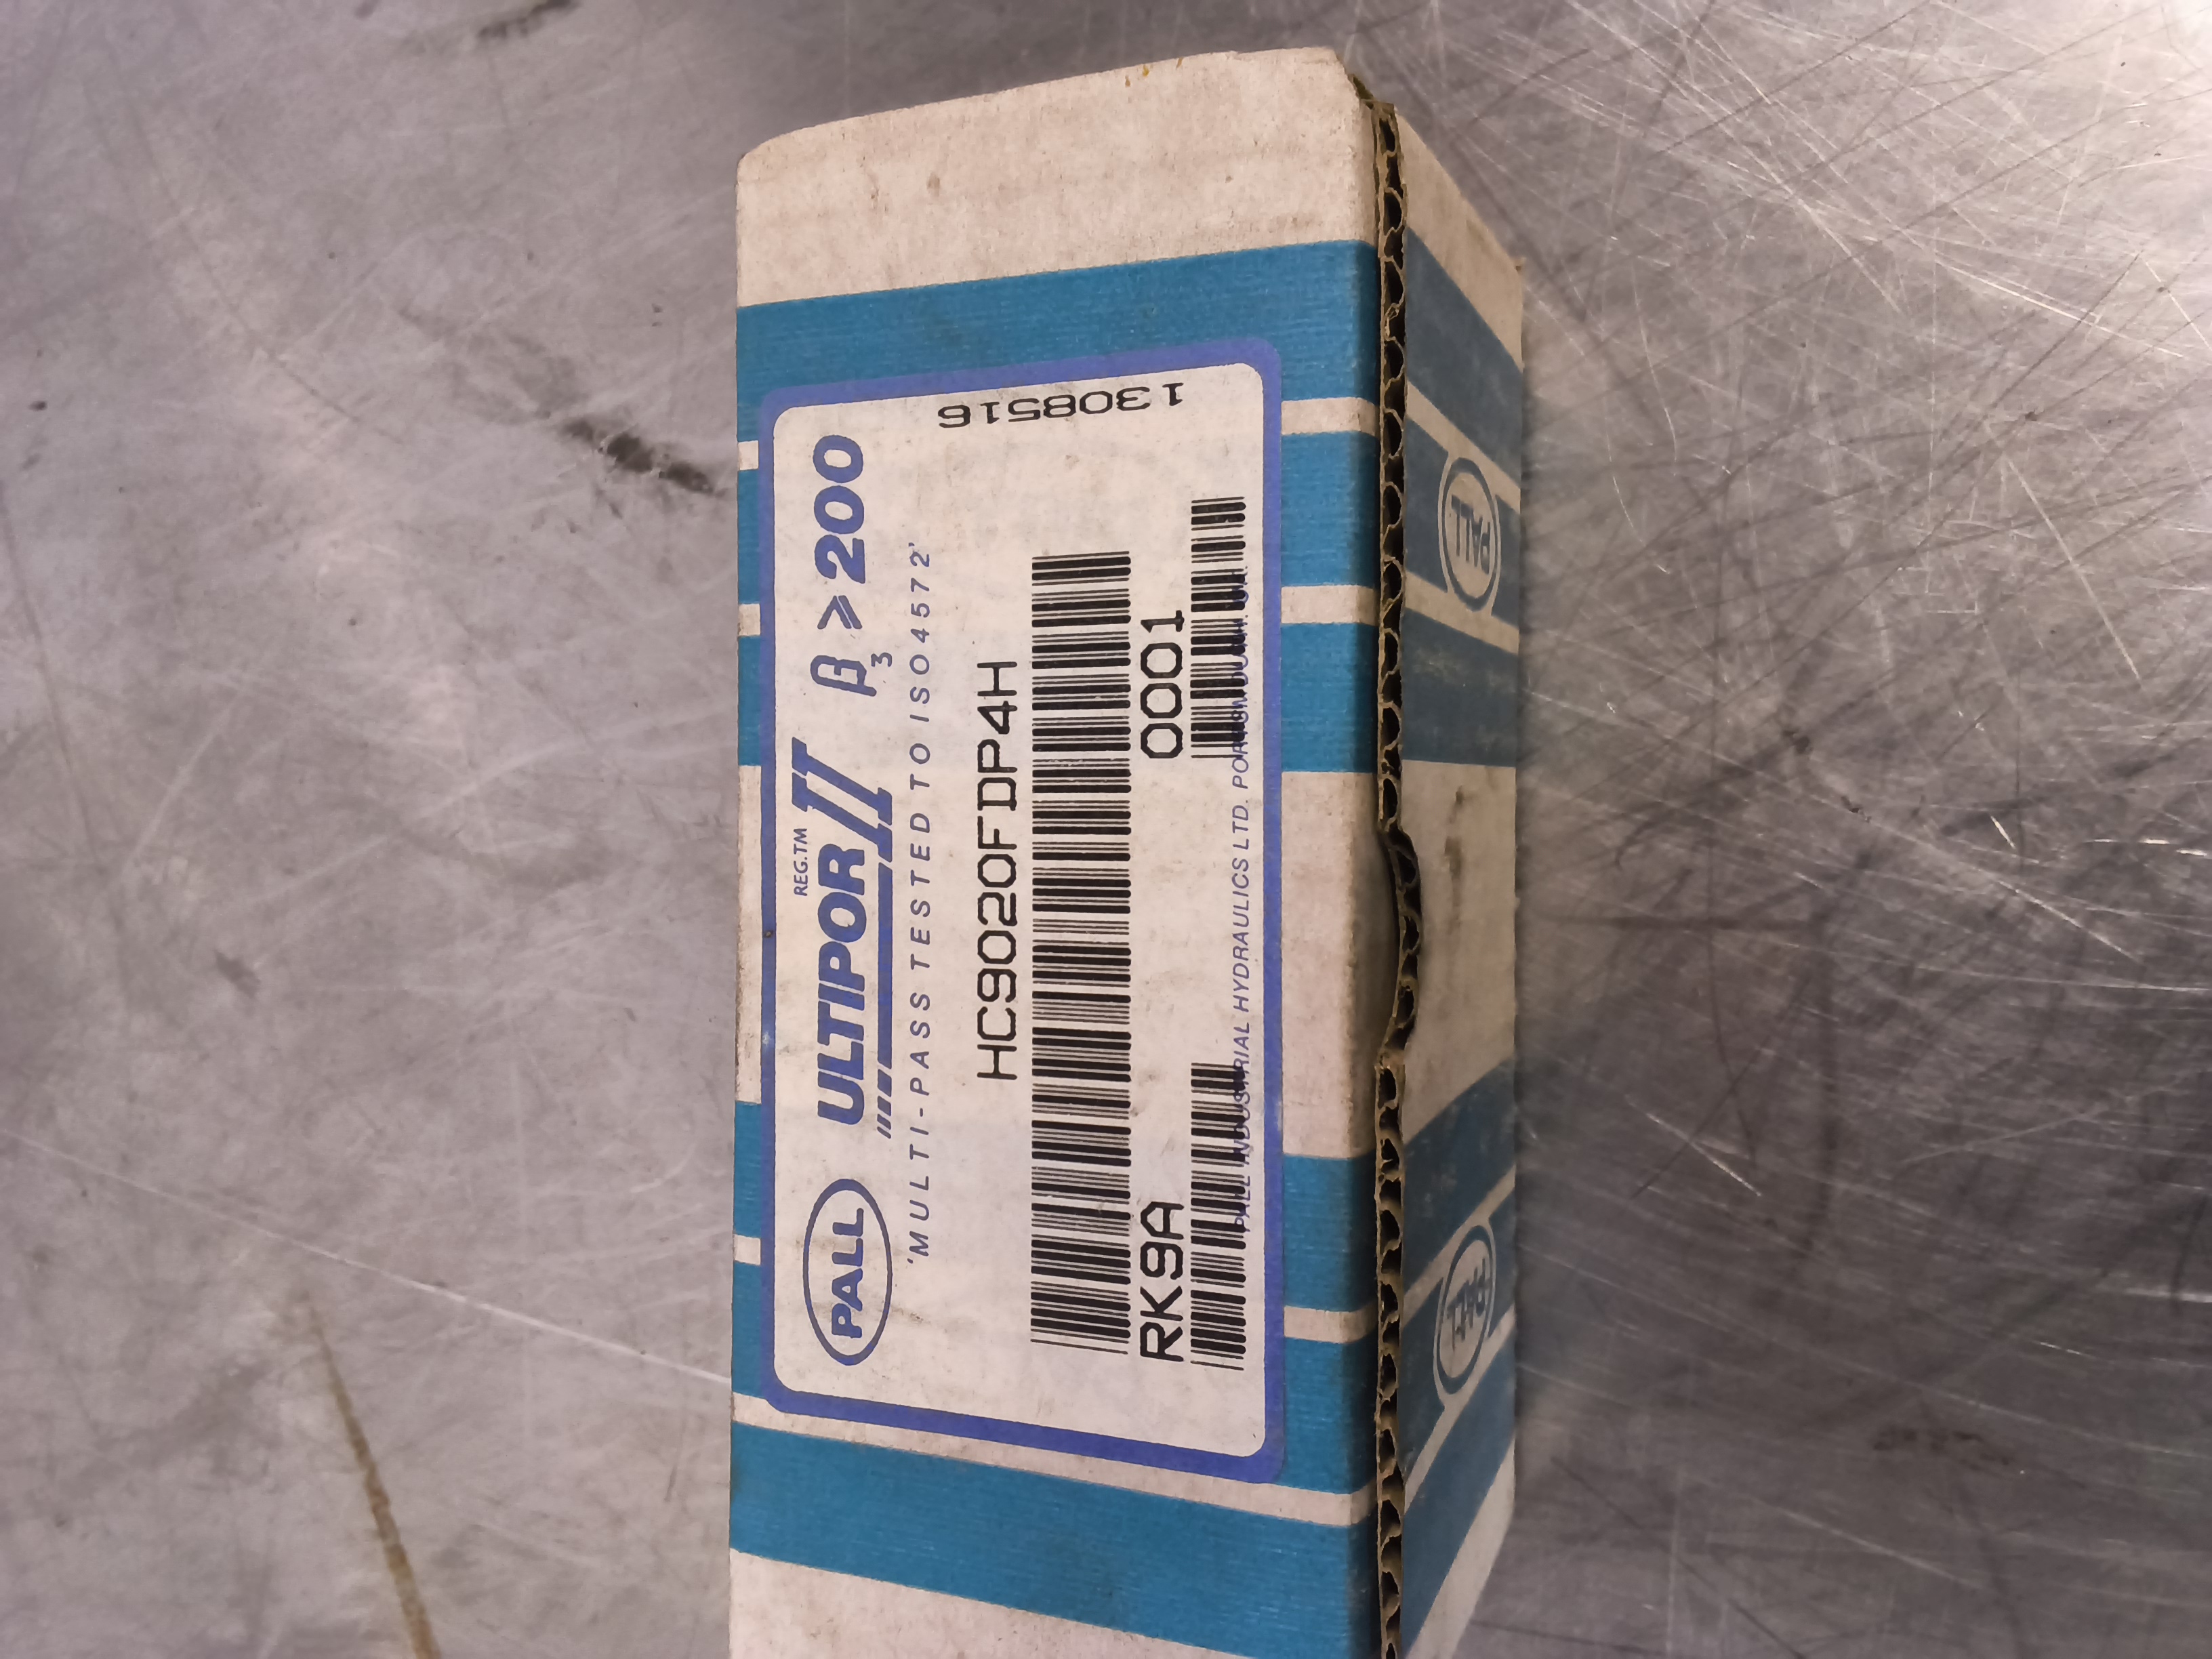 PALL
REG.TM
ULTIPOR II β3 ≥ 200
'MULTI-PASS TESTED TO ISO4572'
HC9020FDP4H
RK9A 0001
PALL INDUSTRIAL HYDRAULICS LTD. PORTSMOUTH.
1308516
PALL
PALL